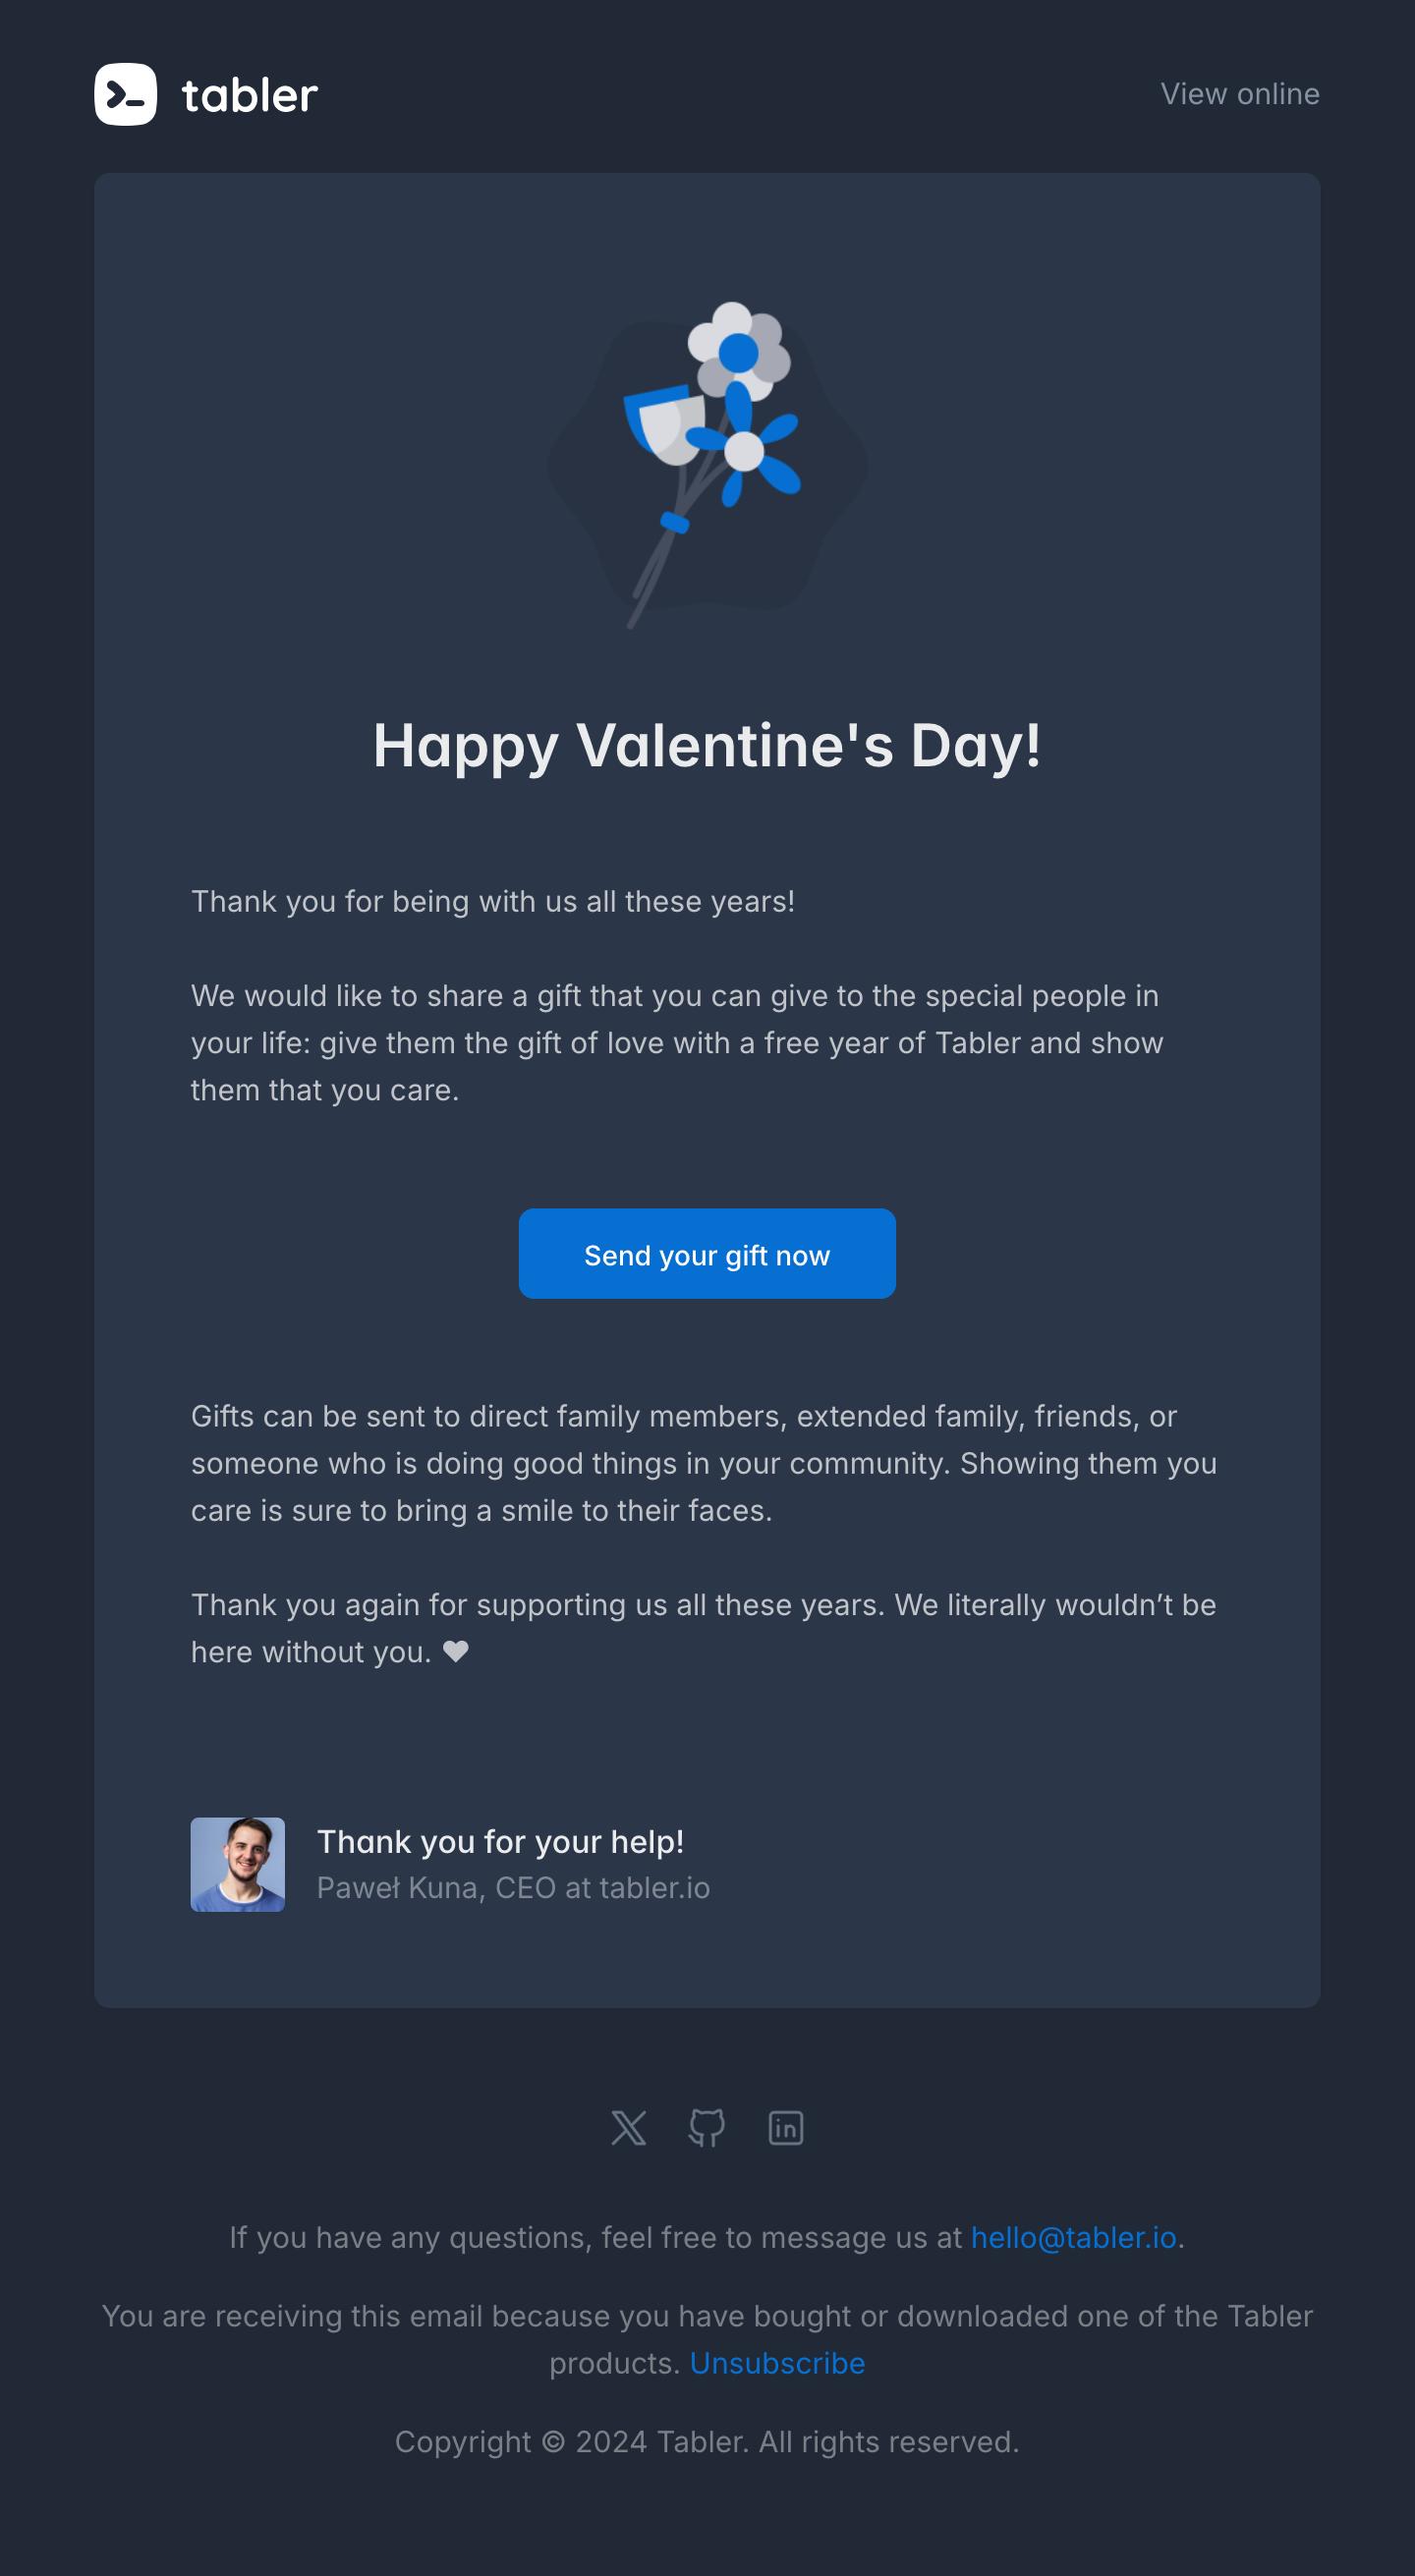 tabler
View online
Happy Valentine's Day!
Thank you for being with us all these years!
We would like to share a gift that you can give to the special people in
your life: give them the gift of love with a free year of Tabler and show
them that you care.
Send your gift now
Gifts can be sent to direct family members, extended family, friends, or
someone who is doing good things in your community. Showing them you
care is sure to bring a smile to their faces.
Thank you again for supporting us all these years. We literally wouldn’t be
here without you. ♥
Thank you for your help!
Paweł Kuna, CEO at tabler.io
If you have any questions, feel free to message us at hello@tabler.io.
You are receiving this email because you have bought or downloaded one of the Tabler
products. Unsubscribe
Copyright © 2024 Tabler. All rights reserved.